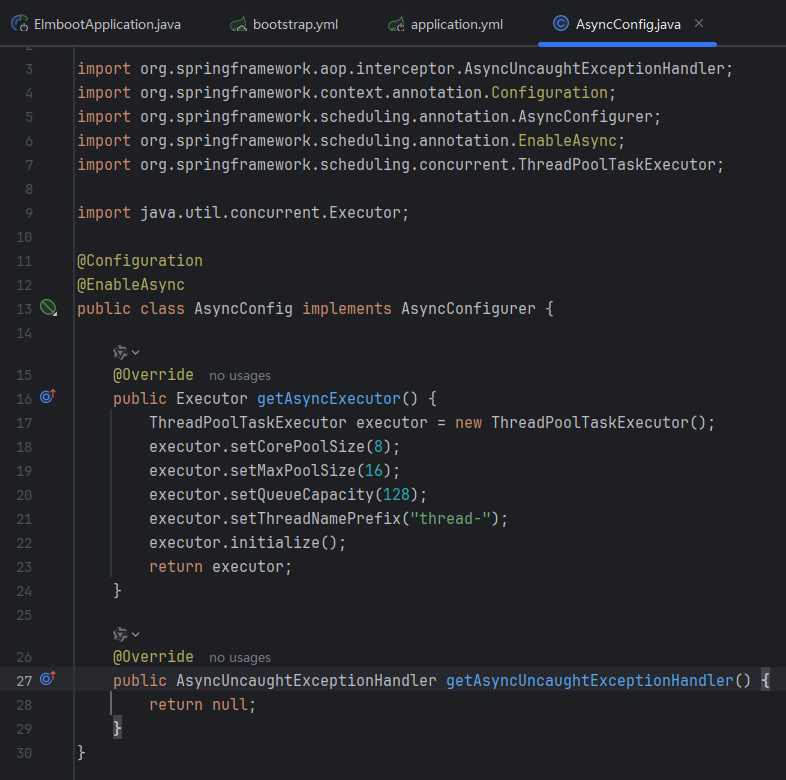 ElmbootApplication.java bootstrap.yml application.yml AsyncConfig.java
3 import org.springframework.aop.interceptor.AsyncUncaughtExceptionHandler;
4 import org.springframework.context.annotation.Configuration;
5 import org.springframework.scheduling.annotation.AsyncConfigurer;
6 import org.springframework.scheduling.annotation.EnableAsync;
7 import org.springframework.scheduling.concurrent.ThreadPoolTaskExecutor;
8
9 import java.util.concurrent.Executor;
10
11 @Configuration
12 @EnableAsync
13 public class AsyncConfig implements AsyncConfigurer {
14
15 @Override no usages
16 public Executor getAsyncExecutor() {
17 ThreadPoolTaskExecutor executor = new ThreadPoolTaskExecutor();
18 executor.setCorePoolSize(8);
19 executor.setMaxPoolSize(16);
20 executor.setQueueCapacity(128);
21 executor.setThreadNamePrefix("thread-");
22 executor.initialize();
23 return executor;
24 }
25
26 @Override no usages
27 public AsyncUncaughtExceptionHandler getAsyncUncaughtExceptionHandler() {
28 return null;
29 }
30 }